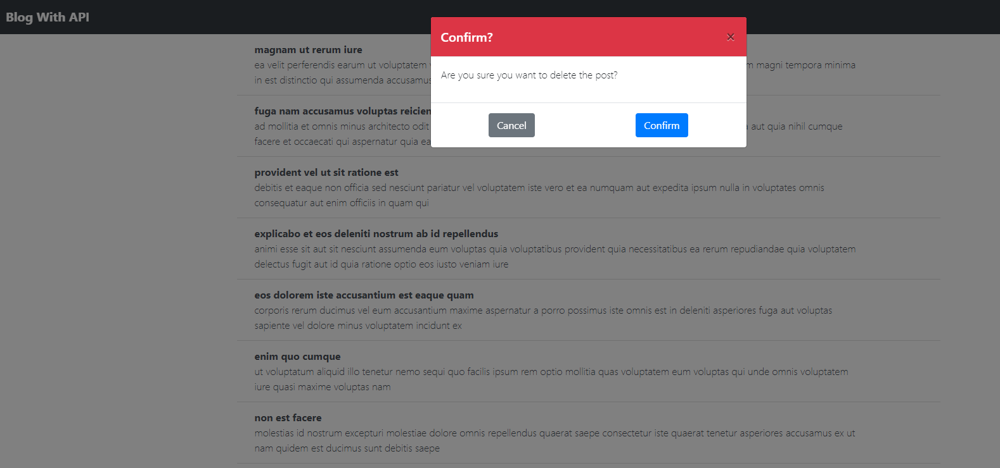 Blog With API
Confirm?
×
Are you sure you want to delete the post?
Cancel
Confirm
magnam ut rerum iure
ea velit perferendis earum ut voluptatem magni tempora minima
in est distinctio qui assumenda accusamus
fuga nam accusamus voluptas
ad mollitia et omnis minus architecto odit aut quia nihil cumque
facere et occaecati qui aspernatur quia
provident vel ut sit ratione est
debitis et eaque non officia sed nesciunt pariatur vel voluptatem iste vero et ea numquam aut expedita ipsum nulla in voluptates omnis
consequatur aut enim officiis in quam qui
explicabo et eos deleniti nostrum ab id repellendus
animi esse sit aut sit nesciunt assumenda eum voluptas quia voluptatibus provident quia necessitatibus ea rerum repudiandae quia voluptatem
delectus fugit aut id quia ratione optio eos iusto veniam iure
eos dolorem iste accusantium est eaque quam
corporis rerum ducimus vel eum accusantium maxime aspernatur a porro possimus iste omnis est in deleniti asperiores fuga aut voluptas
sapiente vel dolore minus voluptatem incidunt ex
enim quo cumque
ut voluptatum aliquid illo tenetur nemo sequi quo facilis ipsum rem optio mollitia quas voluptatem eum voluptas qui unde omnis voluptatem
iure quasi maxime voluptas nam
non est facere
molestias id nostrum excepturi molestiae dolore omnis repellendus quaerat saepe consectetur iste quaerat tenetur asperiores accusamus ex ut
nam quidem est ducimus sunt debitis saepe